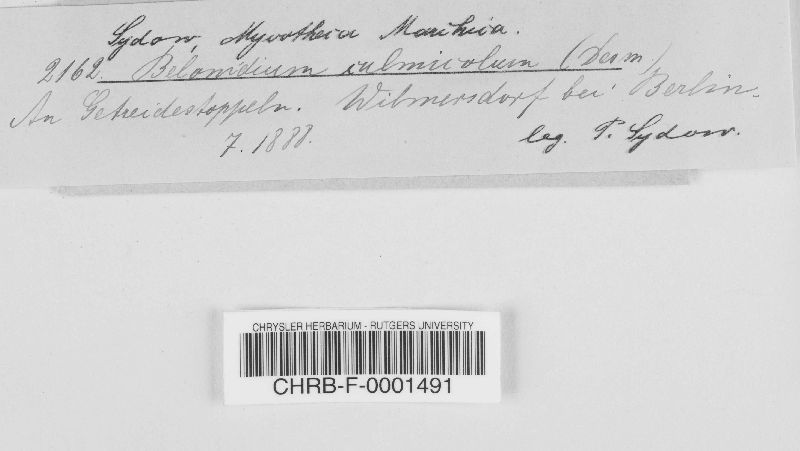 Sydow, Mycotheca Marchica.
2162. Belonidium culmicolum (Desm)
An Getreidestoppeln. Wilmersdorf bei Berlin.
7. 1888.
leg. P. Sydow.
CHRYSLER HERBARIUM - RUTGERS UNIVERSITY
CHRB-F-0001491